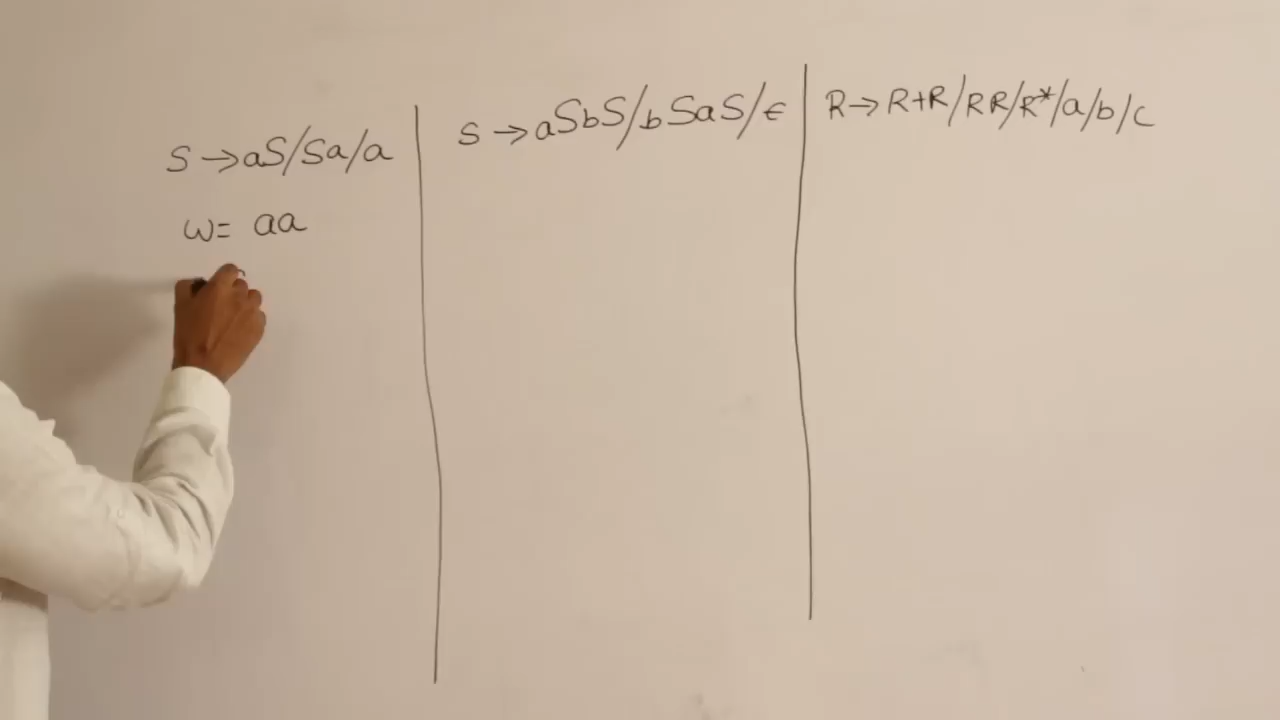 S → aS/Sa/a
w= aa
S → aSbS/bSaS/ϵ
R → R+R/RR/R*/a/b/c